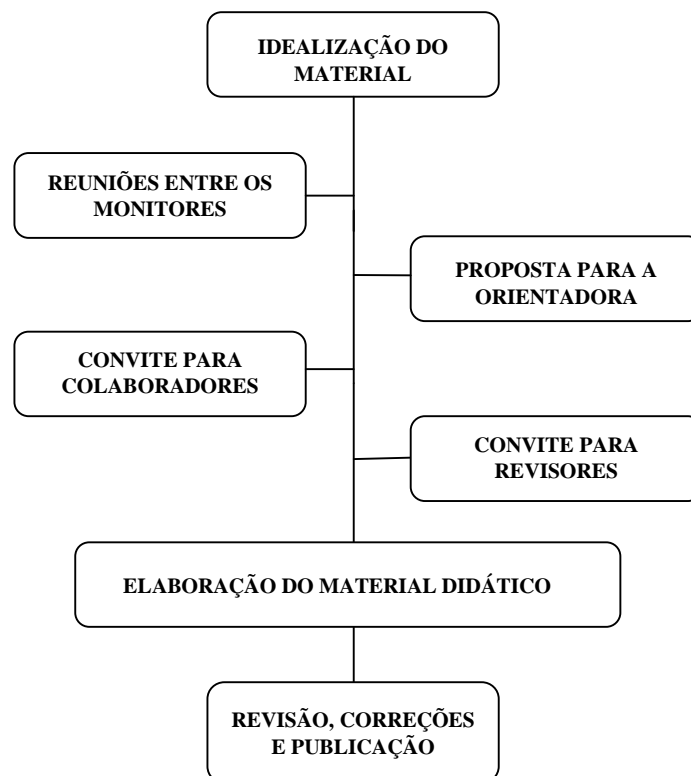 IDEALIZAÇÃO DO
MATERIAL
REUNIÕES ENTRE OS
MONITORES
PROPOSTA PARA A
ORIENTADORA
CONVITE PARA
COLABORADORES
CONVITE PARA
REVISORES
ELABORAÇÃO DO MATERIAL DIDÁTICO
REVISÃO, CORREÇÕES
E PUBLICAÇÃO